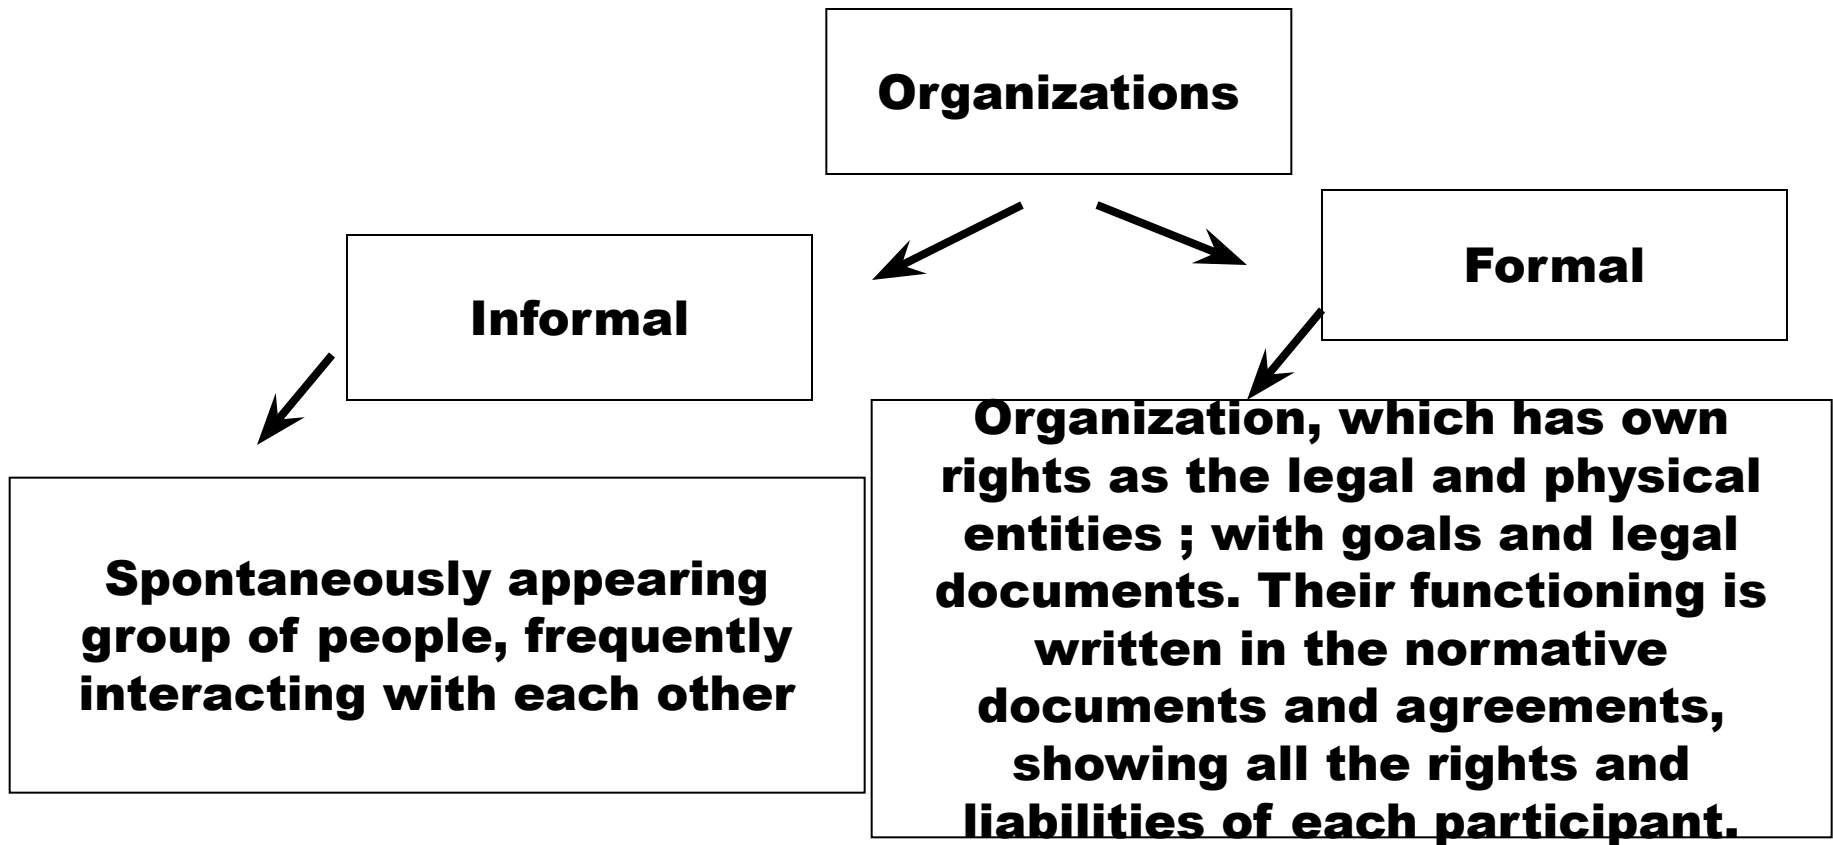 Organizations
Informal
Formal
Spontaneously appearing
group of people, frequently
interacting with each other
Organization, which has own
rights as the legal and physical
entities ; with goals and legal
documents. Their functioning is
written in the normative
documents and agreements,
showing all the rights and
liabilities of each participant.